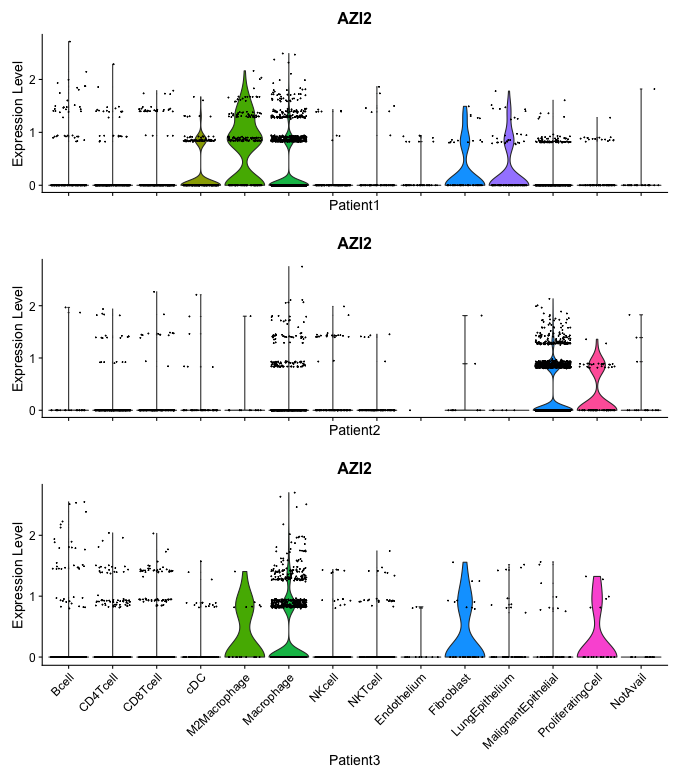 AZI2
Expression Level
2
1
0
Patient1
AZI2
Expression Level
2
1
0
Patient2
AZI2
Expression Level
2
1
0
Bcell
CD4Tcell
CD8Tcell
cDC
M2Macrophage
Macrophage
NKcell
NKTcell
Endothelium
Fibroblast
LungEpithelium
MalignantEpithelial
ProliferatingCell
NotAvail
Patient3